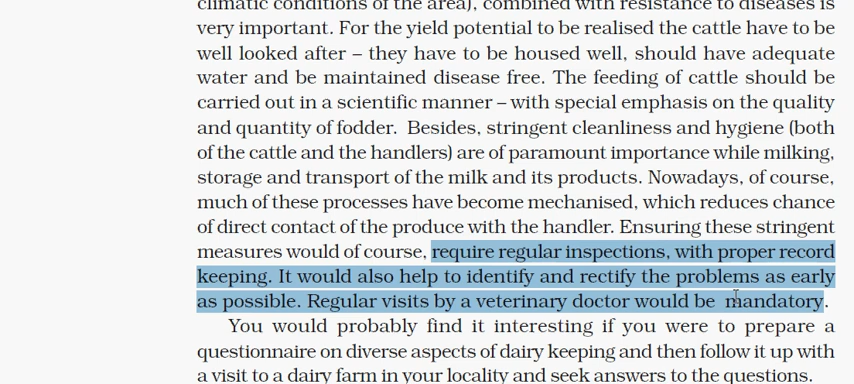 climatic conditions of the area), combined with resistance to diseases is
very important. For the yield potential to be realised the cattle have to be
well looked after – they have to be housed well, should have adequate
water and be maintained disease free. The feeding of cattle should be
carried out in a scientific manner – with special emphasis on the quality
and quantity of fodder. Besides, stringent cleanliness and hygiene (both
of the cattle and the handlers) are of paramount importance while milking,
storage and transport of the milk and its products. Nowadays, of course,
much of these processes have become mechanised, which reduces chance
of direct contact of the produce with the handler. Ensuring these stringent
measures would of course, require regular inspections, with proper record
keeping. It would also help to identify and rectify the problems as early
as possible. Regular visits by a veterinary doctor would be mandatory.
You would probably find it interesting if you were to prepare a
questionnaire on diverse aspects of dairy keeping and then follow it up with
a visit to a dairy farm in your locality and seek answers to the questions.